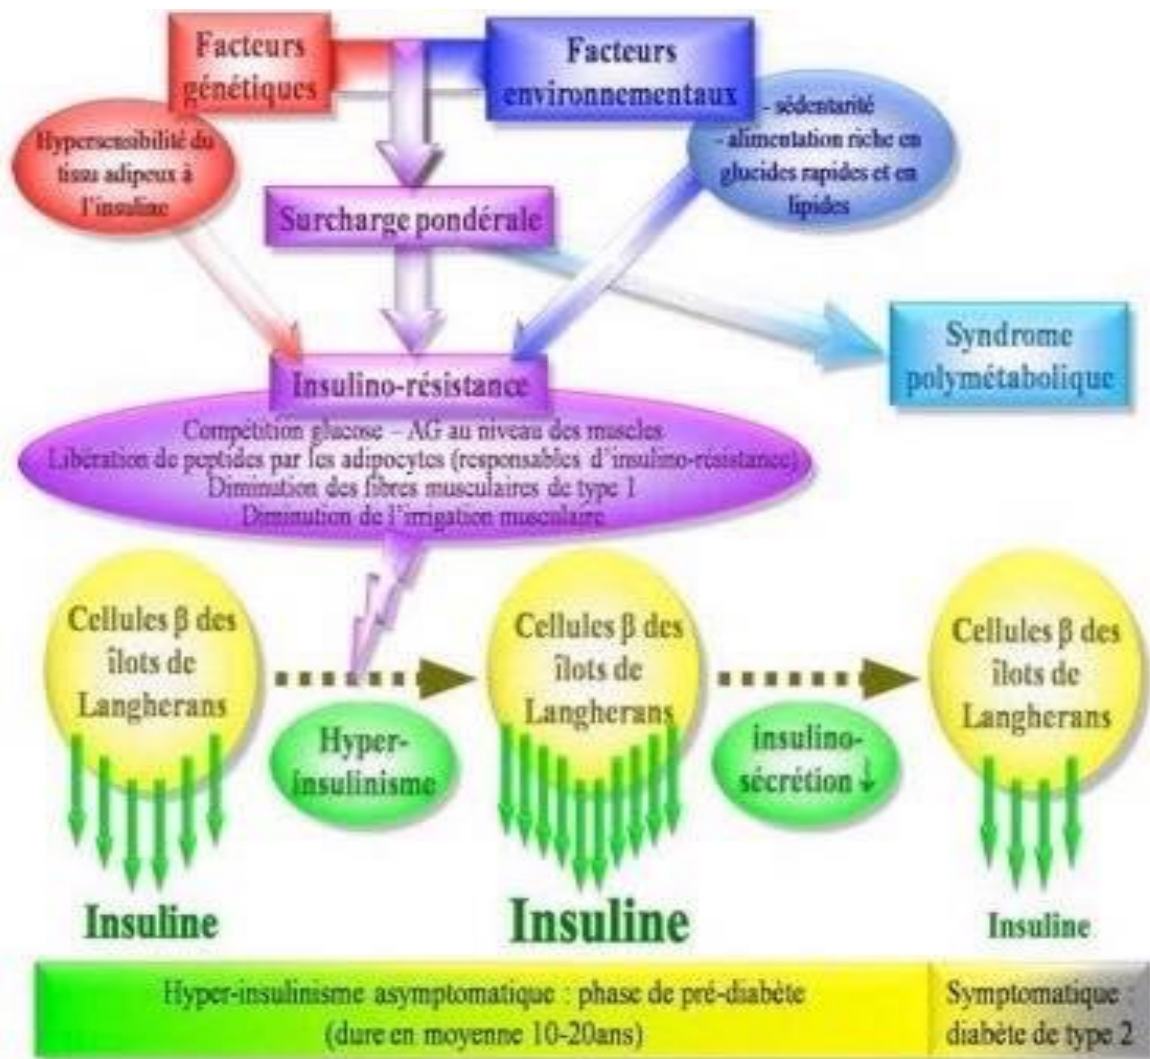 Facteurs
génétiques
Facteurs
environnementaux
Hypersensibilité du
tissu adipeux à
l'insuline
- sédentarité
- alimentation riche en
glucides rapides et en
lipides
Surcharge pondérale
Syndrome
polymétabolique
Insulino-résistance
Compétition glucose – AG au niveau des muscles
Libération de peptides par les adipocytes (responsables d'insulino-résistance)
Diminution des fibres musculaires de type 1
Diminution de l'irrigation musculaire
Cellules β des
îlots de
Langherans
Hyper-
insulinisme
Cellules β des
îlots de
Langherans
insulino-
sécrétion ↓
Cellules β des
îlots de
Langherans
Insuline
Insuline
Insuline
Hyper-insulinisme asymptomatique : phase de pré-diabète
(dure en moyenne 10-20ans)
Symptomatique :
diabète de type 2